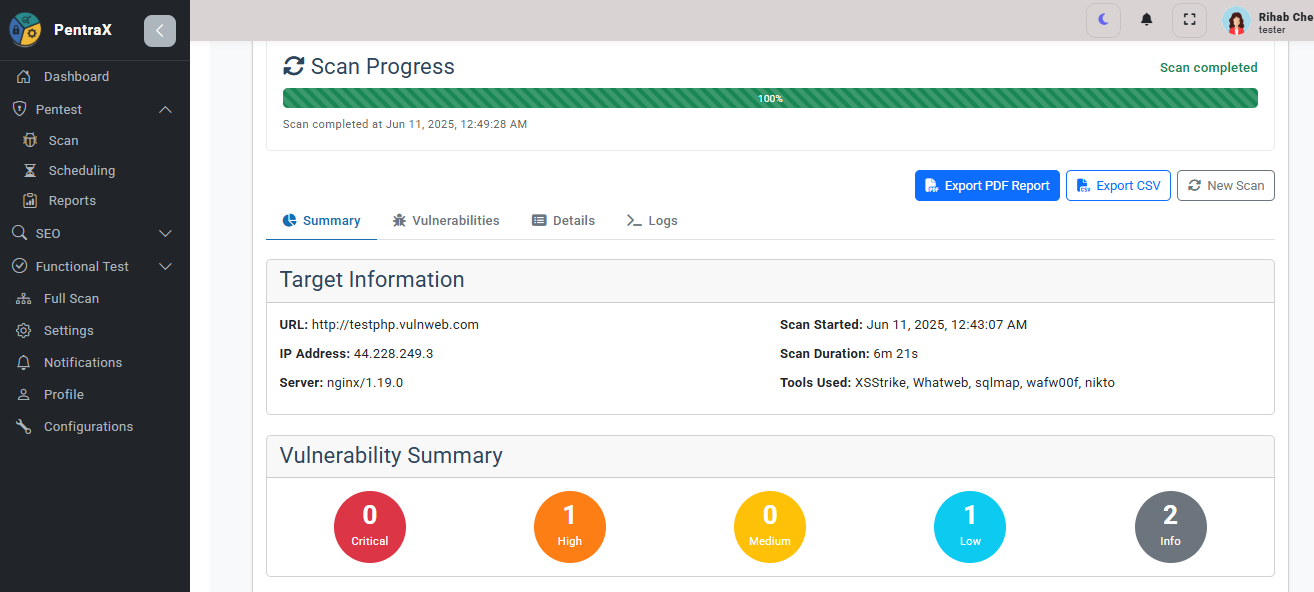 PentraX
Dashboard
Pentest
Scan
Scheduling
Reports
SEO
Functional Test
Full Scan
Settings
Notifications
Profile
Configurations
Rihab Che
tester
Scan Progress
Scan completed
100%
Scan completed at Jun 11, 2025, 12:49:28 AM
PDF Export PDF Report
CSV Export CSV
New Scan
Summary
Vulnerabilities
Details
Logs
Target Information
URL: http://testphp.vulnweb.com
IP Address: 44.228.249.3
Server: nginx/1.19.0
Scan Started: Jun 11, 2025, 12:43:07 AM
Scan Duration: 6m 21s
Tools Used: XSStrike, Whatweb, sqlmap, wafw00f, nikto
Vulnerability Summary
0
Critical
1
High
0
Medium
1
Low
2
Info